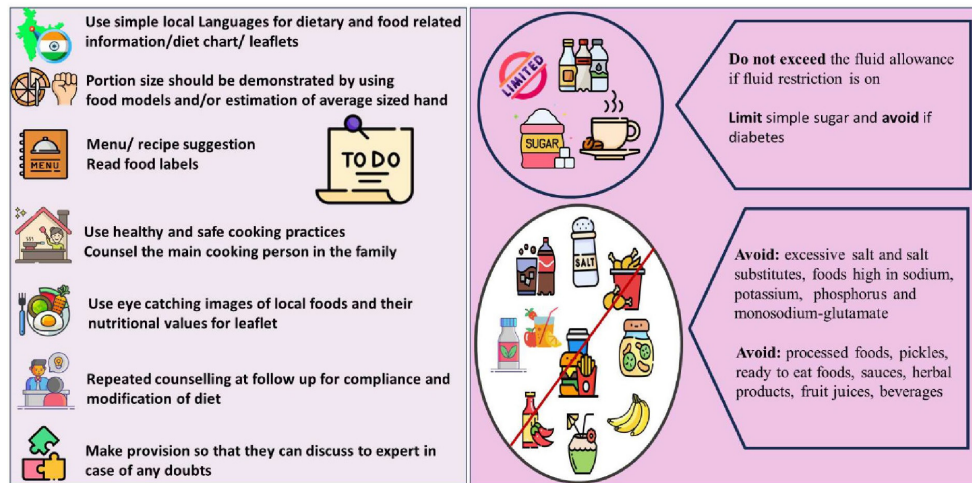 Use simple local Languages for dietary and food related
information/diet chart/ leaflets
Portion size should be demonstrated by using
food models and/or estimation of average sized hand
MENU
Menu/ recipe suggestion
Read food labels
TO DO
Use healthy and safe cooking practices
Counsel the main cooking person in the family
Use eye catching images of local foods and their
nutritional values for leaflet
Repeated counselling at follow up for compliance and
modification of diet
Make provision so that they can discuss to expert in
case of any doubts
LIMITED
SUGAR
Do not exceed the fluid allowance
if fluid restriction is on
Limit simple sugar and avoid if
diabetes
SALT
Avoid: excessive salt and salt
substitutes, foods high in sodium,
potassium, phosphorus and
monosodium-glutamate
Avoid: processed foods, pickles,
ready to eat foods, sauces, herbal
products, fruit juices, beverages